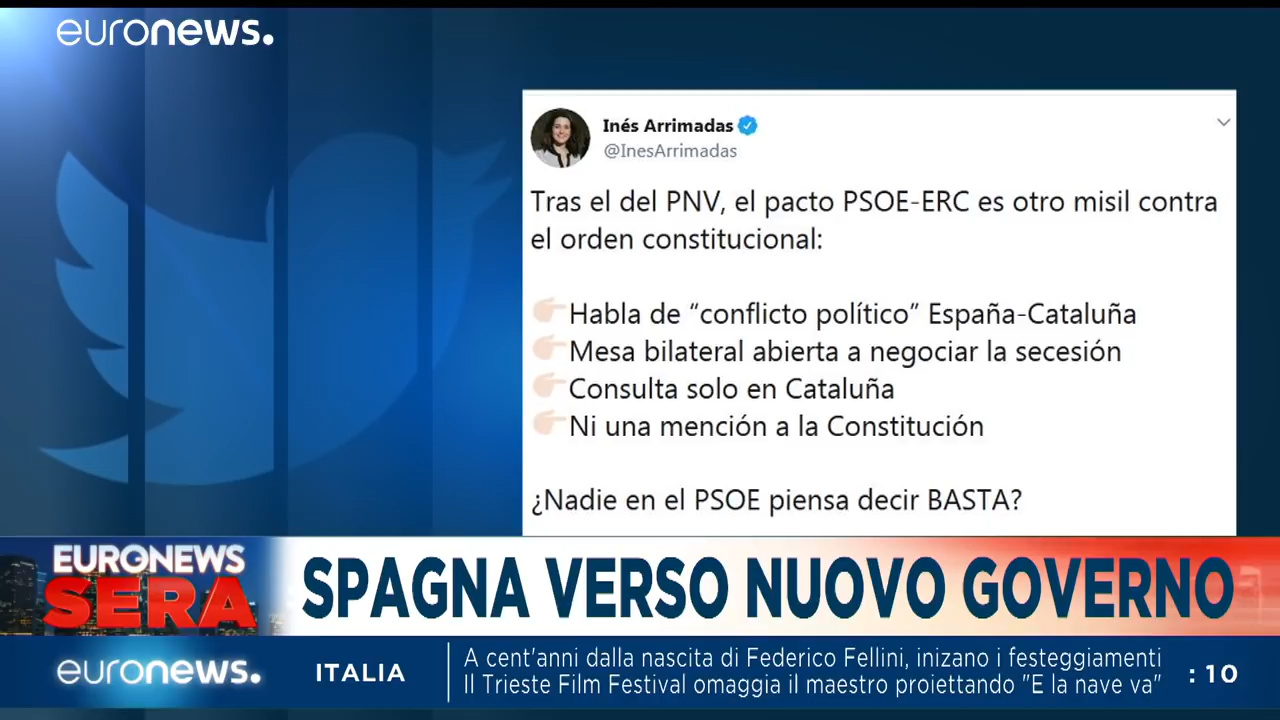 euronews.
Inés Arrimadas
@InesArrimadas
Tras el del PNV, el pacto PSOE-ERC es otro misil contra
el orden constitucional:
👉🏻Habla de “conflicto político” España-Cataluña
👉🏻Mesa bilateral abierta a negociar la secesión
👉🏻Consulta solo en Cataluña
👉🏻Ni una mención a la Constitución
¿Nadie en el PSOE piensa decir BASTA?
EURONEWS
SERA
SPAGNA VERSO NUOVO GOVERNO
euronews.
ITALIA
A cent'anni dalla nascita di Federico Fellini, inizano i festeggiamenti
Il Trieste Film Festival omaggia il maestro proiettando "E la nave va"
:10